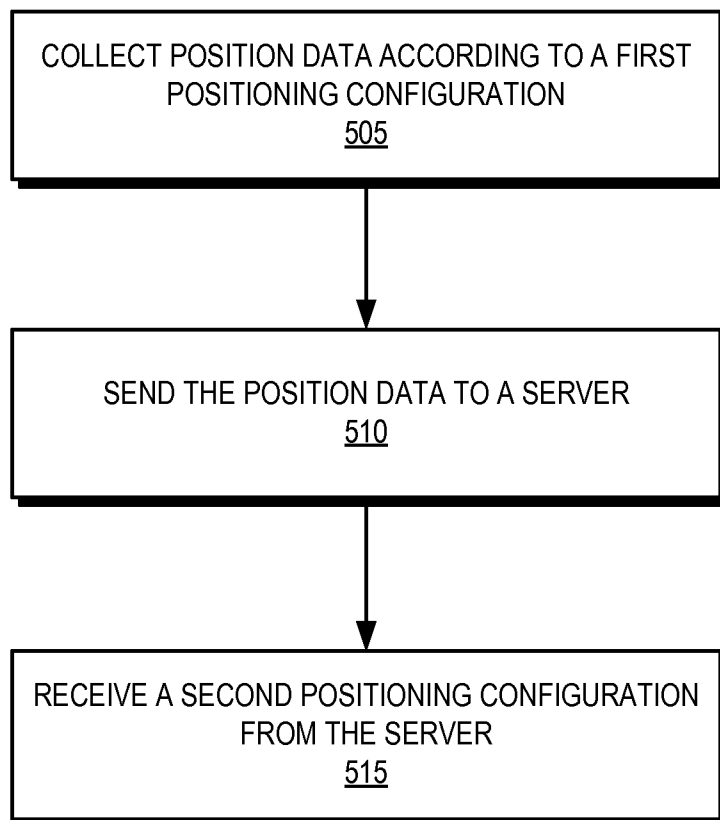 COLLECT POSITION DATA ACCORDING TO A FIRST
POSITIONING CONFIGURATION
505
SEND THE POSITION DATA TO A SERVER
510
RECEIVE A SECOND POSITIONING CONFIGURATION
FROM THE SERVER
515